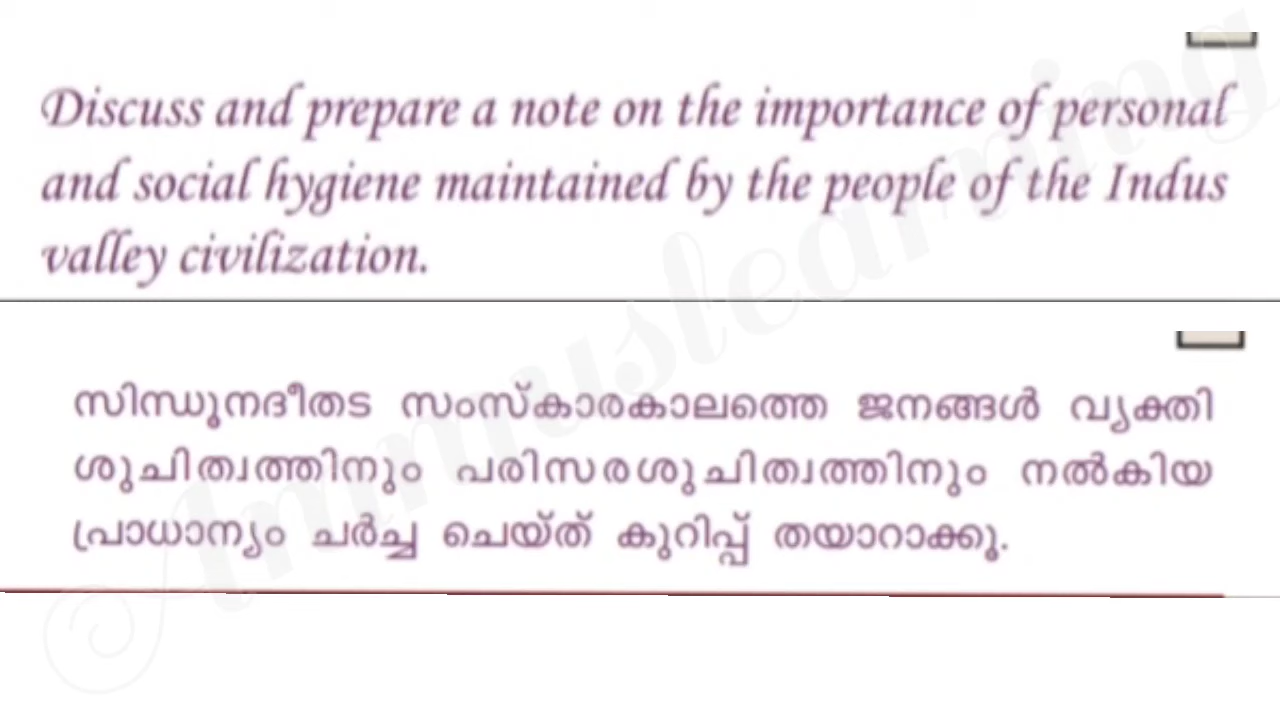 Discuss and prepare a note on the importance of personal
and social hygiene maintained by the people of the Indus
valley civilization.
സിന്ധുനദീതട സംസ്കാരകാലത്തെ ജനങ്ങൾ വ്യക്തി
ശുചിത്വത്തിനും പരിസരശുചിത്വത്തിനും നൽകിയ
പ്രാധാന്യം ചർച്ച ചെയ്ത് കുറിപ്പ് തയാറാക്കൂ.
Ammuslearning